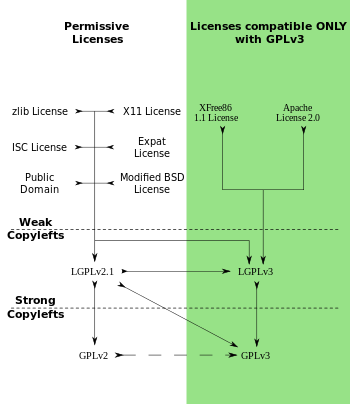 Permissive
Licenses
Licenses compatible ONLY
with GPLv3
zlib License
X11 License
XFree86
1.1 License
Apache
License 2.0
ISC License
Expat
License
Public
Domain
Modified BSD
License
Weak
Copylefts
LGPLv2.1
LGPLv3
Strong
Copylefts
GPLv2
GPLv3